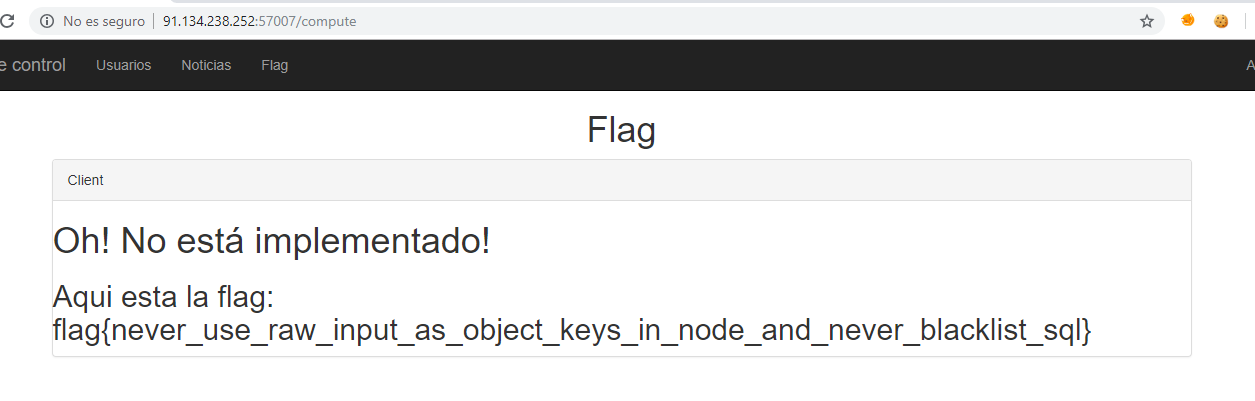 No es seguro 91.134.238.252:57007/compute
e control Usuarios Noticias Flag A
Flag
Client
Oh! No está implementado!
Aqui esta la flag:
flag{never_use_raw_input_as_object_keys_in_node_and_never_blacklist_sql}